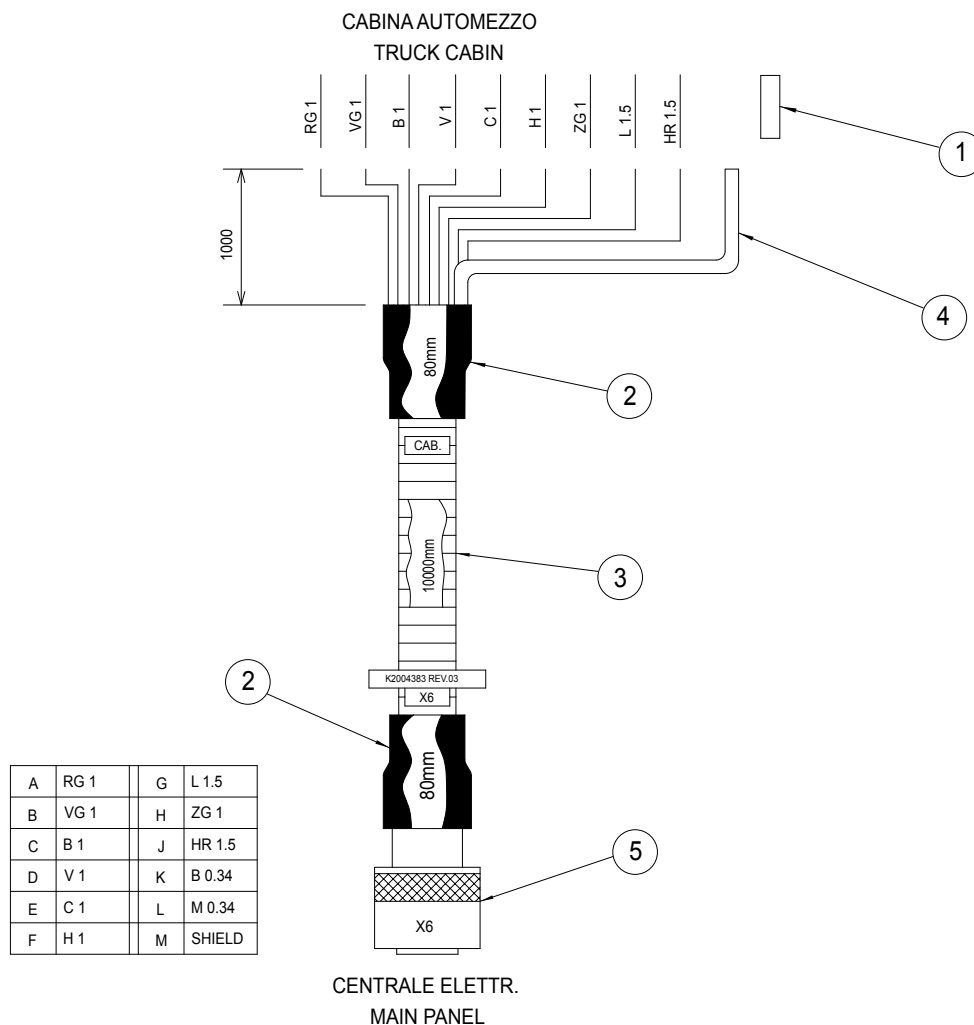 CABINA AUTOMEZZO
TRUCK CABIN
RG 1
VG 1
B 1
V 1
C 1
H 1
ZG 1
L 1.5
HR 1.5
1
1000
4
80mm
2
CAB.
10000mm
3
2
K2004383 REV.03
X6
80mm
A RG 1 G L 1.5
B VG 1 H ZG 1
C B 1 J HR 1.5
D V 1 K B 0.34
E C 1 L M 0.34
F H 1 M SHIELD
5
X6
CENTRALE ELETTR.
MAIN PANEL